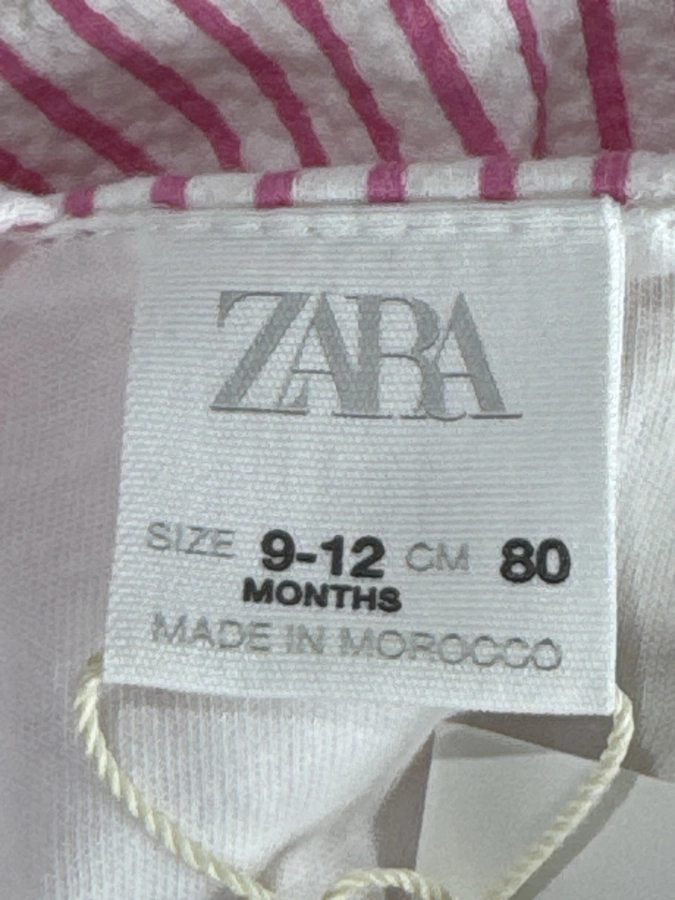 ZARA
SIZE 9-12 CM 80
MONTHS
MADE IN MOROCCO